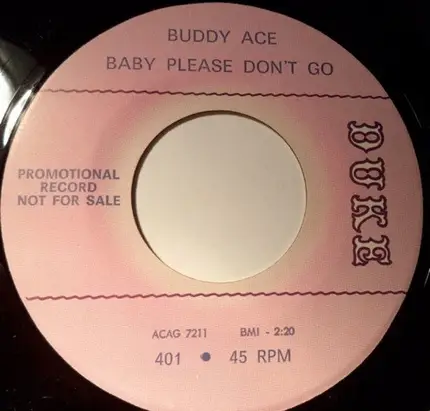 BUDDY ACE
BABY PLEASE DON'T GO
DUKE
PROMOTIONAL
RECORD
NOT FOR SALE
ACAG 7211 BMI - 2:20
401 • 45 RPM